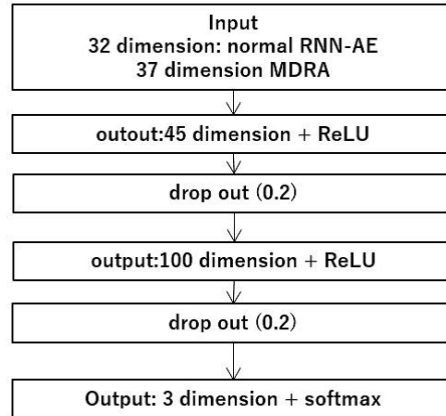 Input
32 dimension: normal RNN-AE
37 dimension MDRA
outout:45 dimension + ReLU
drop out (0.2)
output:100 dimension + ReLU
drop out (0.2)
Output: 3 dimension + softmax